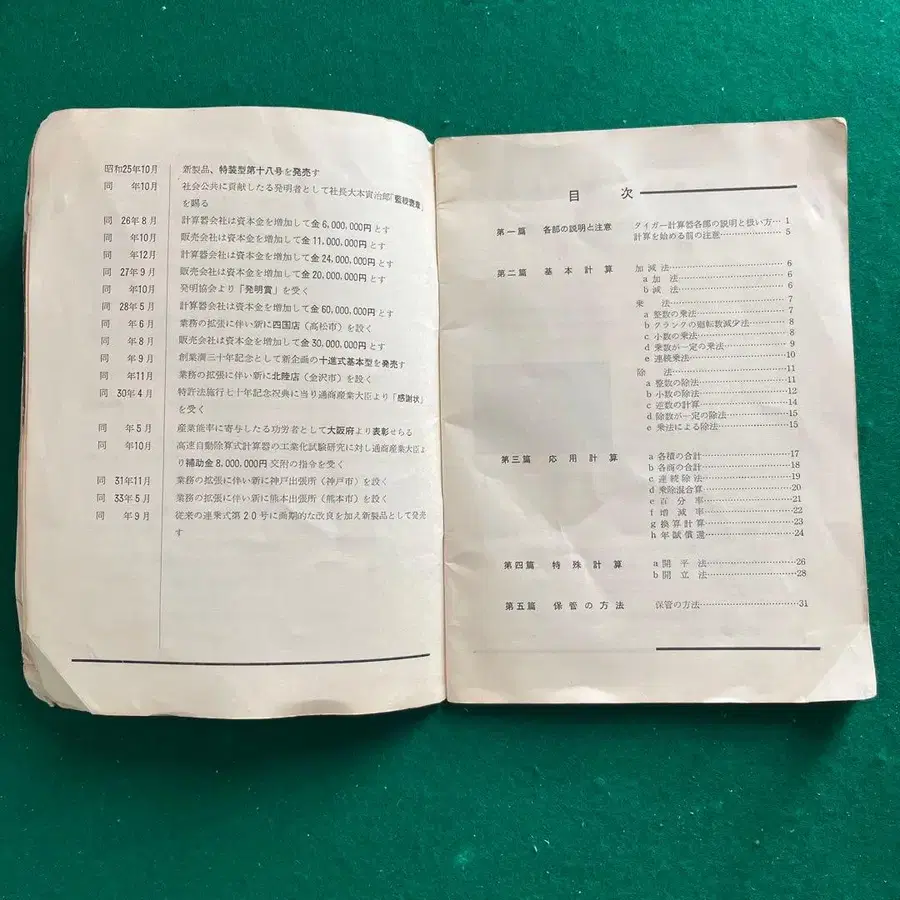 昭和25年10月 新製品、特装型第十八号を発売す
同 年10月 社会公共に貢献したる発明者として社長大本寅治郎「藍綬褒章」
を賜る
同 26年8月 計算器会社は資本金を増加して金6,000,000円とす
同 年10月 販売会社は資本金を増加して金11,000,000円とす
同 年12月 計算器会社は資本金を増加して金24,000,000円とす
同 27年9月 販売会社は資本金を増加して金20,000,000円とす
同 年10月 発明協会より「発明賞」を受く
同 28年5月 計算器会社は資本金を増加して金60,000,000円とす
同 年6月 業務の拡張に伴い新に四国店(高松市)を設く
同 年8月 販売会社は資本金を増加して金30,000,000円とす
同 年9月 創業満三十年記念として新企画の十進式基本型を発売す
同 年11月 業務の拡張に伴い新に北陸店(金沢市)を設く
同 30年4月 特許法施行七十年記念祝典に当り通商産業大臣より「感謝状」
を受く
同 年5月 産業能率に寄与したる功労者として大阪府より表彰せらる
同 年10月 高速自動除算式計算器の工業化試験研究に対し通商産業大臣よ
り補助金8,000,000円交附の指令を受く
同 31年11月 業務の拡張に伴い新に神戸出張所(神戸市)を設く
同 33年5月 業務の拡張に伴い新に熊本出張所(熊本市)を設く
同 年9月 従来の連乗式第20号に画期的な改良を加え新製品として発売
す
目次
第一篇 各部の説明と注意 タイガー計算器各部の説明と扱い方…1
計算を始める前の注意…5
第二篇 基本計算 加減法…6
a 加法…6
b 減法…6
乗法…7
a 整数の乗法…7
b クランクの廻転数減少法…8
c 小数の乗法…8
d 乗数が一定の乗法…9
e 連続乗法…10
除法…11
a 整数の除法…11
b 小数の除法…12
c 逆数の計算…14
d 除数が一定の除法…15
e 乗法による除法…15
第三篇 応用計算 a 各積の合計…17
b 各商の合計…18
c 連続除法…19
d 乗除混合算…20
e 百分率…21
f 増減率…22
g 換算計算…23
h 年賦償還…24
第四篇 特殊計算 a 開平法…26
b 開立法…28
第五篇 保管の方法 保管の方法…31